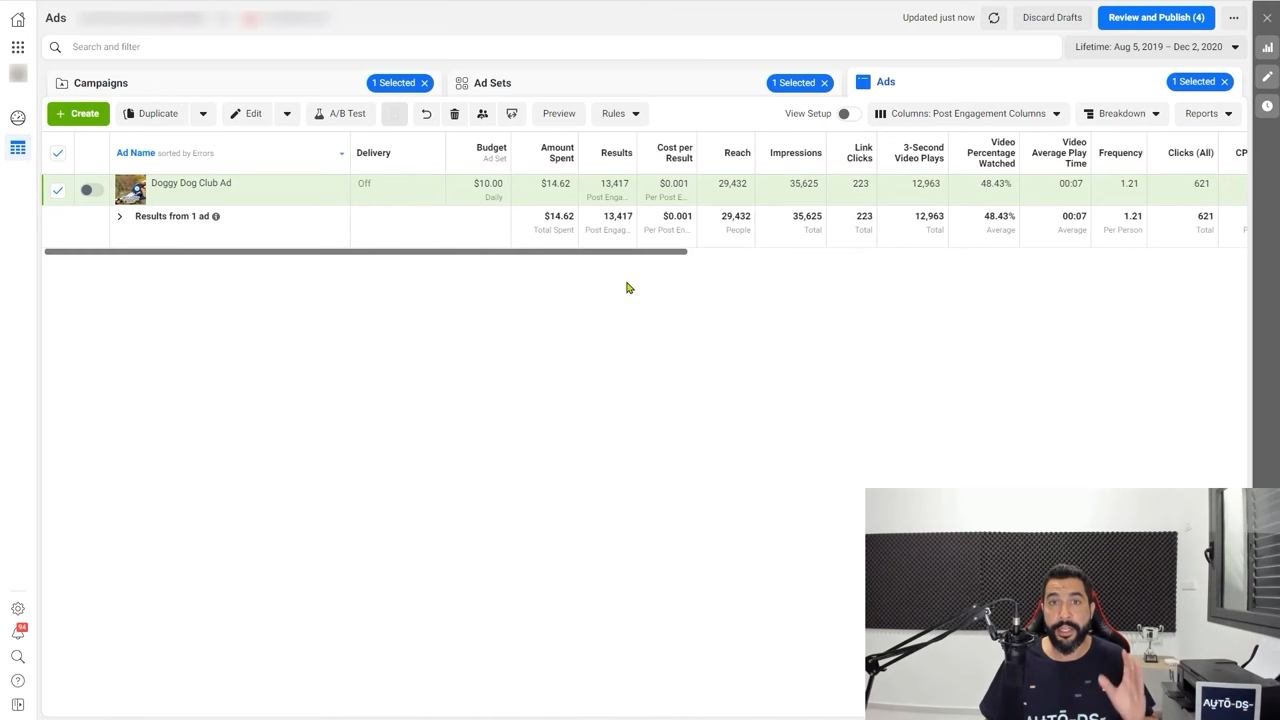 Ads
Updated just now
Discard Drafts
Review and Publish (4)
Search and filter
Lifetime: Aug 5, 2019 – Dec 2, 2020
Campaigns
1 Selected
Ad Sets
1 Selected
Ads
1 Selected
Create
Duplicate
Edit
A/B Test
Preview
Rules
View Setup
Columns: Post Engagement Columns
Breakdown
Reports
Ad Name sorted by Errors
Delivery
Budget
Ad Set
Amount
Spent
Results
Cost per
Result
Reach
Impressions
Link
Clicks
3-Second
Video Plays
Video
Percentage
Watched
Video
Average Play
Time
Frequency
Clicks (All)
CP
Doggy Dog Club Ad
Off
$10.00
Daily
$14.62
13,417
Post Enga...
$0.001
Per Post E...
29,432
35,625
223
12,963
48.43%
00:07
1.21
621
Results from 1 ad
$14.62
Total Spent
13,417
Post Engag...
$0.001
Per Post En...
29,432
People
35,625
Total
223
Total
12,963
Total
48.43%
Average
00:07
Average
1.21
Per Person
621
Total
94
AUTO-DS-
AUTO-DS-